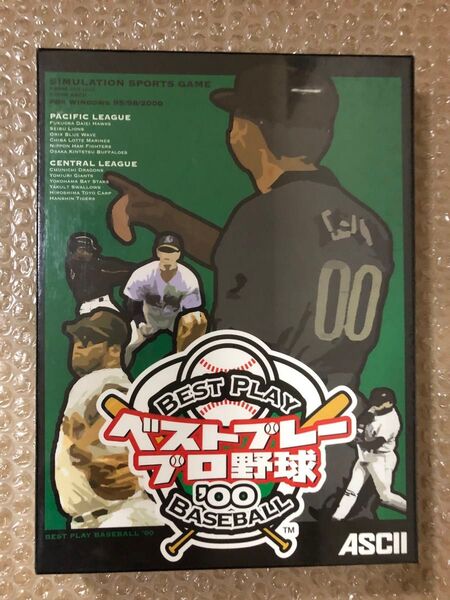 SIMULATION SPORTS GAME
FOR WINDOWS 95/98/2000
PACIFIC LEAGUE
FUKUOKA DAIEI HAWKS
SEIBU LIONS
ORIX BLUE WAVE
CHIBA LOTTE MARINES
NIPPON HAM FIGHTERS
OSAKA KINTETSU BUFFALOES
CENTRAL LEAGUE
CHUNICHI DRAGONS
YOMIURI GIANTS
YOKOHAMA BAY STARS
YAKULT SWALLOWS
HIROSHIMA TOYO CARP
HANSHIN TIGERS
00
BEST PLAY
ベストプレー
プロ野球
'00
BASEBALL
TM
BEST PLAY BASEBALL '00
ASCII